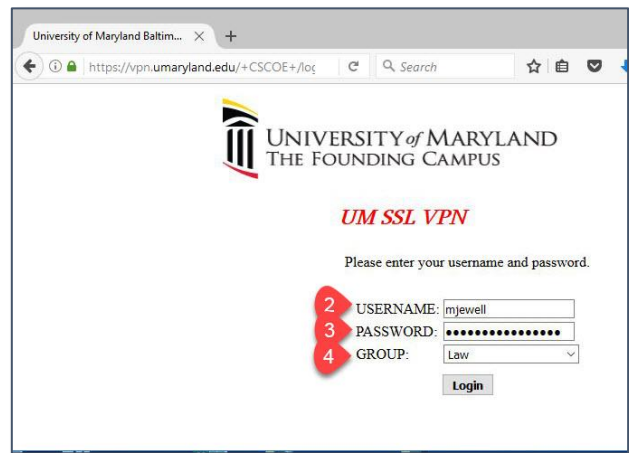 University of Maryland Baltim...
https://vpn.umaryland.edu/+CSCOE+/log
Search
UNIVERSITY of MARYLAND
THE FOUNDING CAMPUS
UM SSL VPN
Please enter your username and password.
2 USERNAME: mjewell
3 PASSWORD: ●●●●●●●●●●●●●●●●
4 GROUP: Law
Login